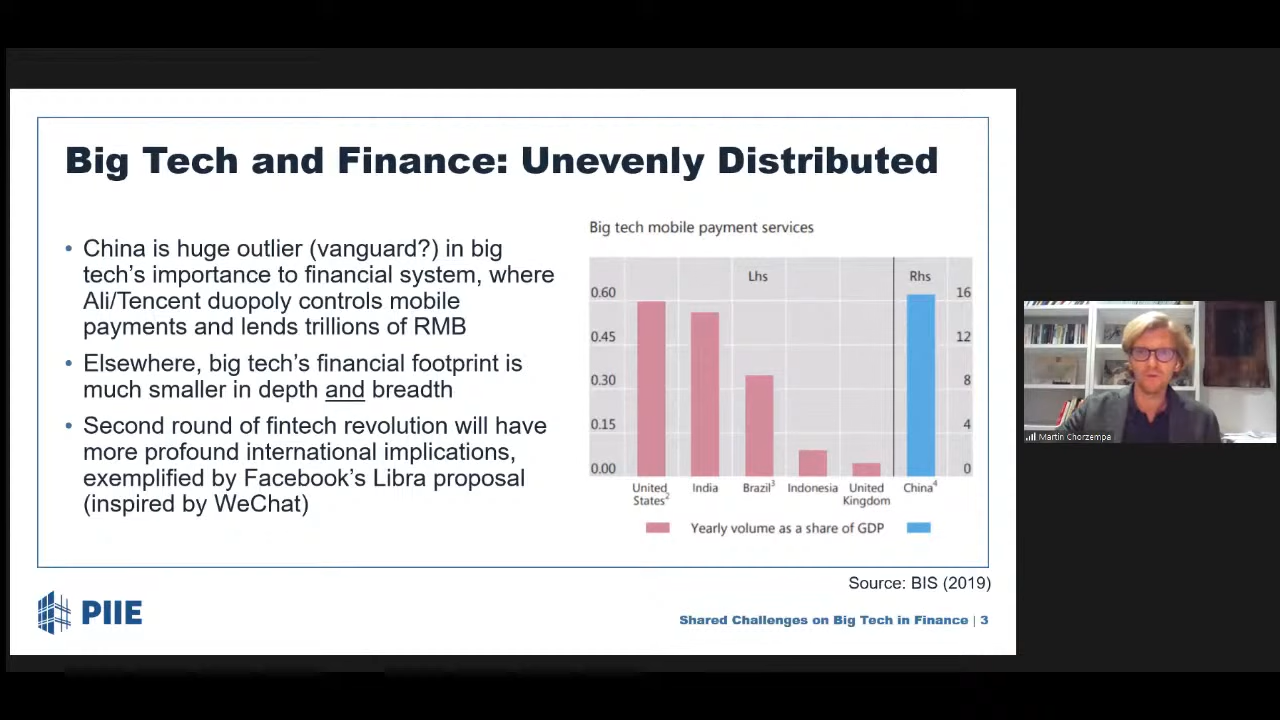 Big Tech and Finance: Unevenly Distributed
• China is huge outlier (vanguard?) in big
tech's importance to financial system, where
Ali/Tencent duopoly controls mobile
payments and lends trillions of RMB
• Elsewhere, big tech's financial footprint is
much smaller in depth and breadth
• Second round of fintech revolution will have
more profound international implications,
exemplified by Facebook's Libra proposal
(inspired by WeChat)
Big tech mobile payment services
Lhs
Rhs
0.60
0.45
0.30
0.15
0.00
16
12
8
4
0
United States²
India
Brazil³
Indonesia
United Kingdom
China⁴
Yearly volume as a share of GDP
Source: BIS (2019)
PIIE
Shared Challenges on Big Tech in Finance | 3
Martin Chorzempa